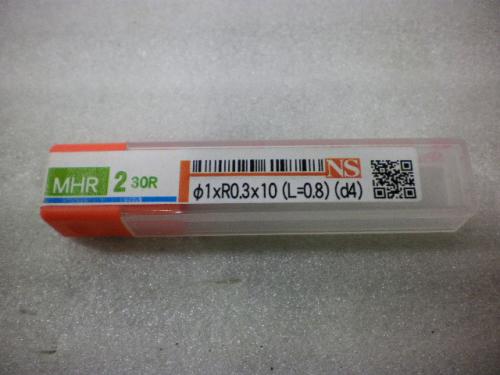 MHR 2 30R
NS
φ1xR0.3x10 (L=0.8) (d4)